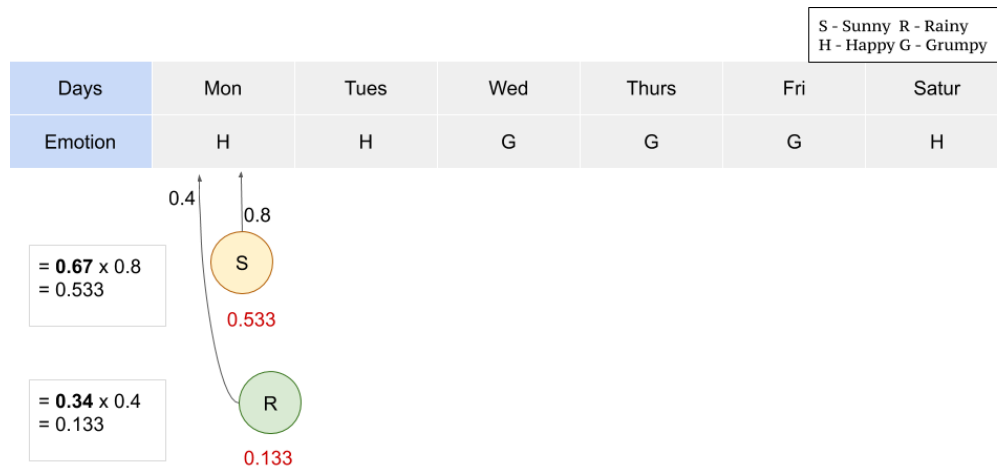 S - Sunny R - Rainy
H - Happy G - Grumpy
Days Mon Tues Wed Thurs Fri Satur
Emotion H H G G G H
0.4
0.8
= 0.67 x 0.8
= 0.533
S
0.533
= 0.34 x 0.4
= 0.133
R
0.133